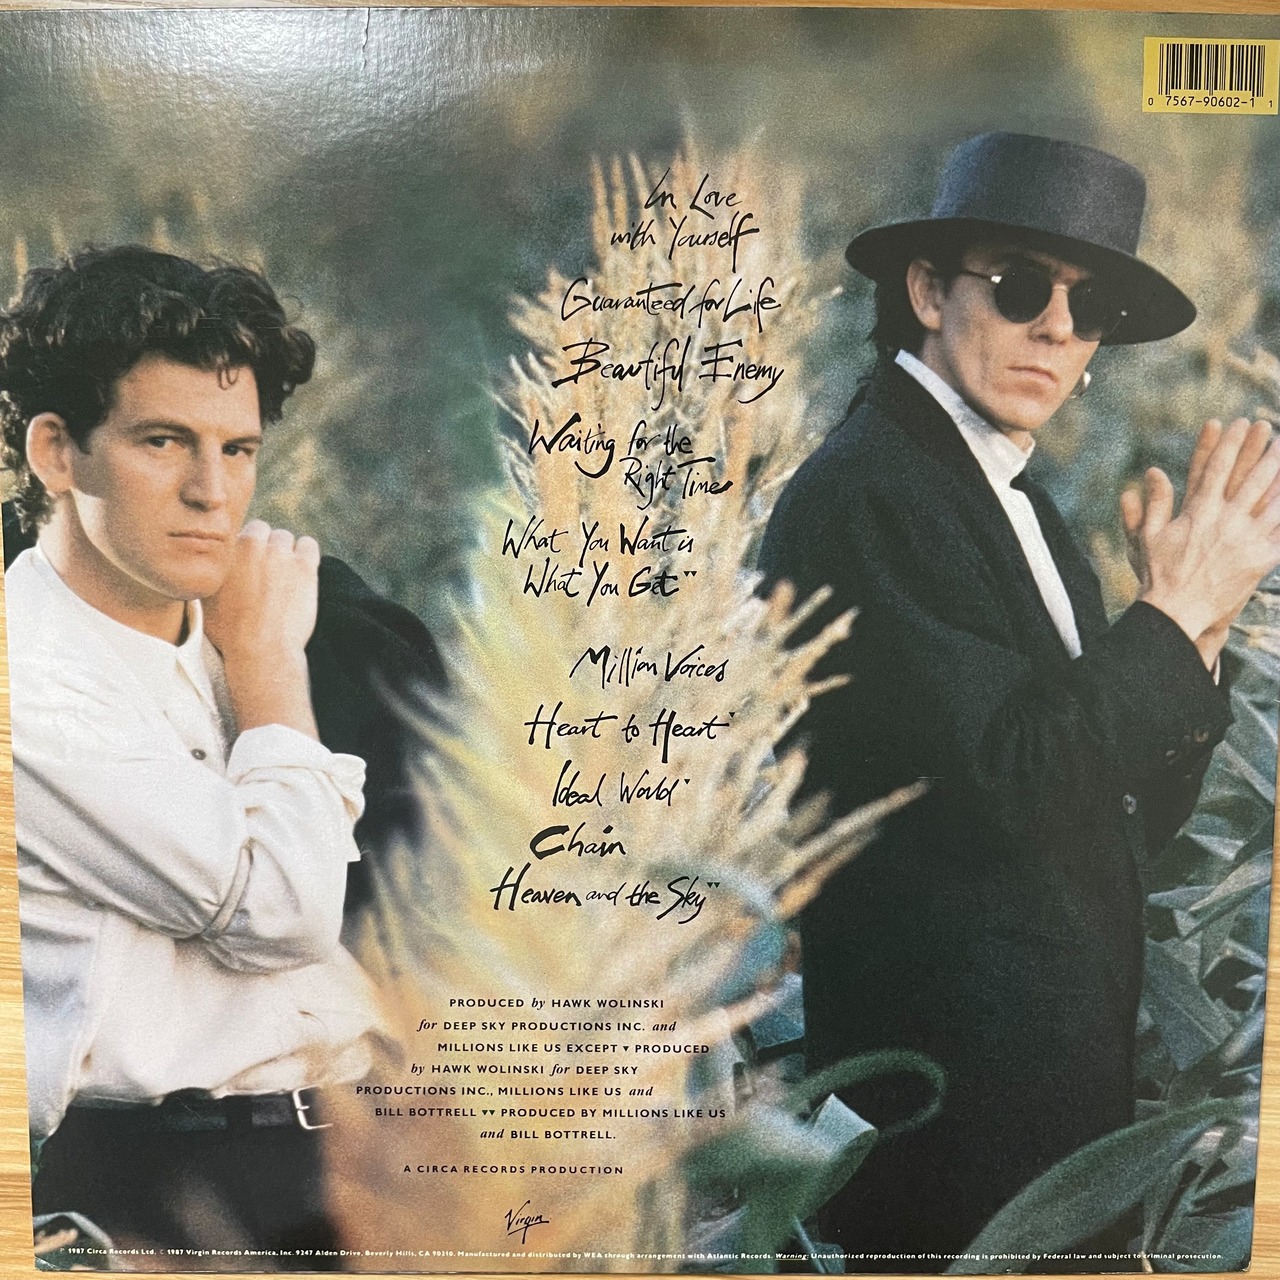 0 7567-90602-1 1
In Love
with Yourself
Guaranteed for Life
Beautiful Enemy
Waiting for the
Right Time
What You Want is
What You Get▾▾
Million Voices
Heart to Heart▾
Ideal World▾
Chain
Heaven and the Sky▾▾
PRODUCED by HAWK WOLINSKI
for DEEP SKY PRODUCTIONS INC. and
MILLIONS LIKE US EXCEPT ▾ PRODUCED
by HAWK WOLINSKI for DEEP SKY
PRODUCTIONS INC., MILLIONS LIKE US and
BILL BOTTRELL ▾▾ PRODUCED BY MILLIONS LIKE US
and BILL BOTTRELL.
A CIRCA RECORDS PRODUCTION
Virgin
℗ 1987 Circa Records Ltd. © 1987 Virgin Records America, Inc. 9247 Alden Drive, Beverly Hills, CA 90210. Manufactured and distributed by WEA through arrangement with Atlantic Records. Warning: Unauthorized reproduction of this recording is prohibited by Federal law and subject to criminal prosecution.